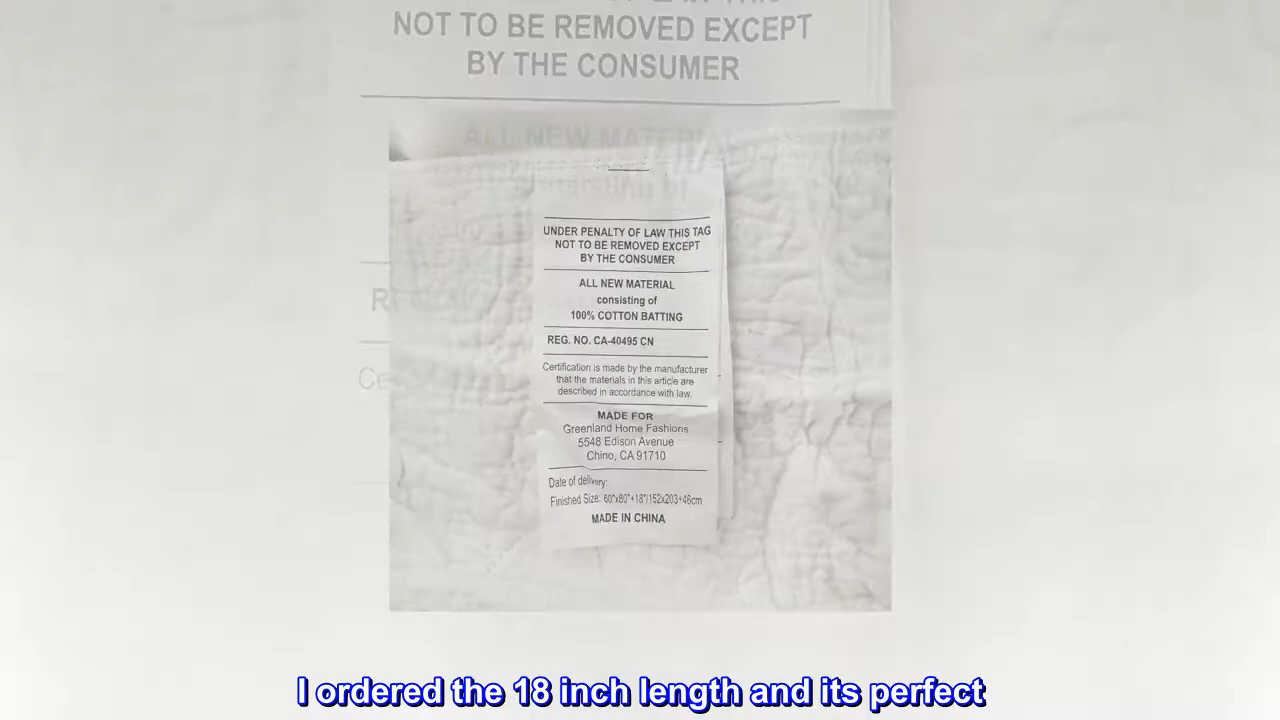 NOT TO BE REMOVED EXCEPT
BY THE CONSUMER
ALL NEW MATERIAL
UNDER PENALTY OF LAW THIS TAG
NOT TO BE REMOVED EXCEPT
BY THE CONSUMER
ALL NEW MATERIAL
consisting of
100% COTTON BATTING
REG. NO. CA-40495 CN
Certification is made by the manufacturer
that the materials in this article are
described in accordance with law.
MADE FOR
Greenland Home Fashions
5548 Edison Avenue
Chino, CA 91710
Date of delivery:
Finished Size: 60"x80"+18"/152x203+46cm
MADE IN CHINA
I ordered the 18 inch length and its perfect